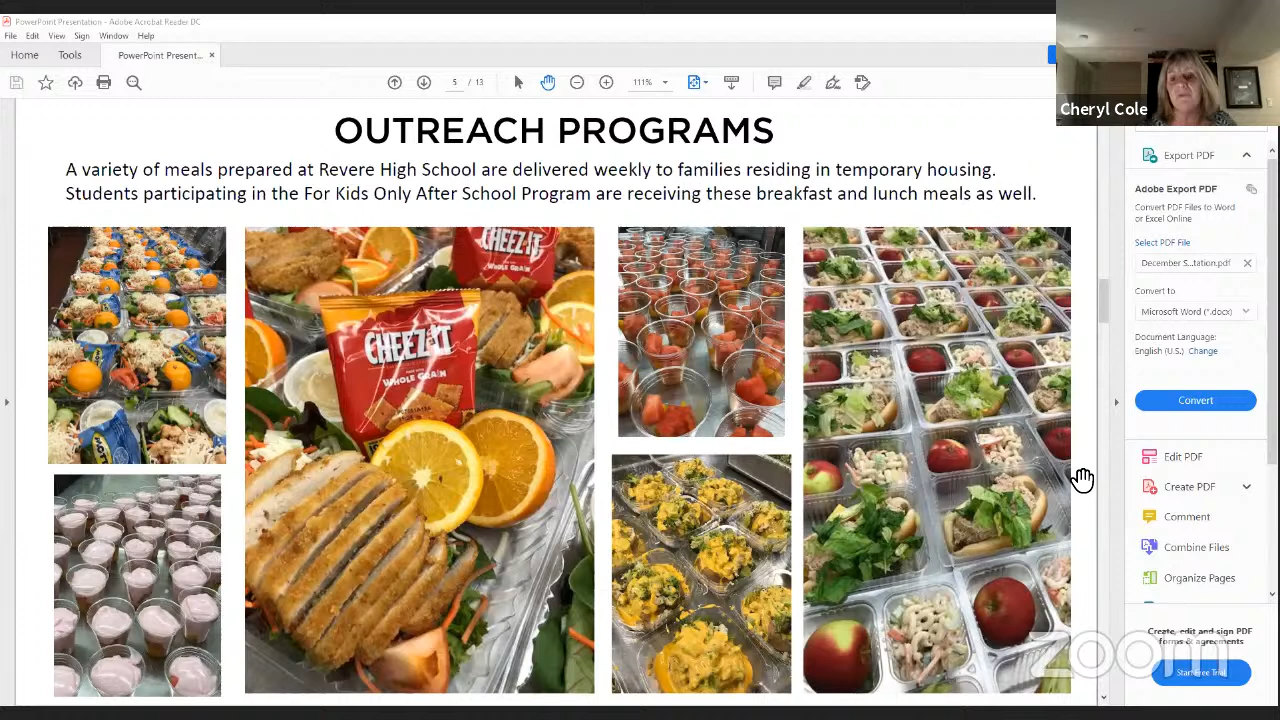 PowerPoint Presentation - Adobe Acrobat Reader DC
File Edit View Sign Window Help
Home Tools PowerPoint Present... ×
5 / 13 111%
Cheryl Cole
OUTREACH PROGRAMS
A variety of meals prepared at Revere High School are delivered weekly to families residing in temporary housing.
Students participating in the For Kids Only After School Program are receiving these breakfast and lunch meals as well.
CHEEZ-IT
WHOLE GRAIN
CHEEZ-IT
WHOLE GRAIN
Export PDF
Adobe Export PDF
Convert PDF Files to Word
or Excel Online
Select PDF File
December S...tation.pdf
Convert to
Microsoft Word (*.docx)
Document Language:
English (U.S.) Change
Convert
Edit PDF
Create PDF
Comment
Combine Files
Organize Pages
Create, edit and sign PDF
forms & agreements
Start Free Trial
zoom